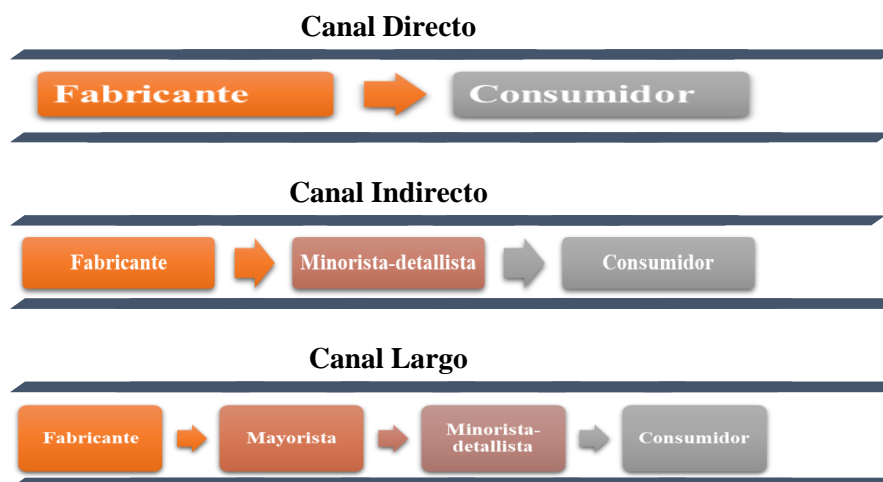 Canal Directo
Fabricante
Consumidor
Canal Indirecto
Fabricante
Minorista-detallista
Consumidor
Canal Largo
Fabricante
Mayorista
Minorista-
detallista
Consumidor